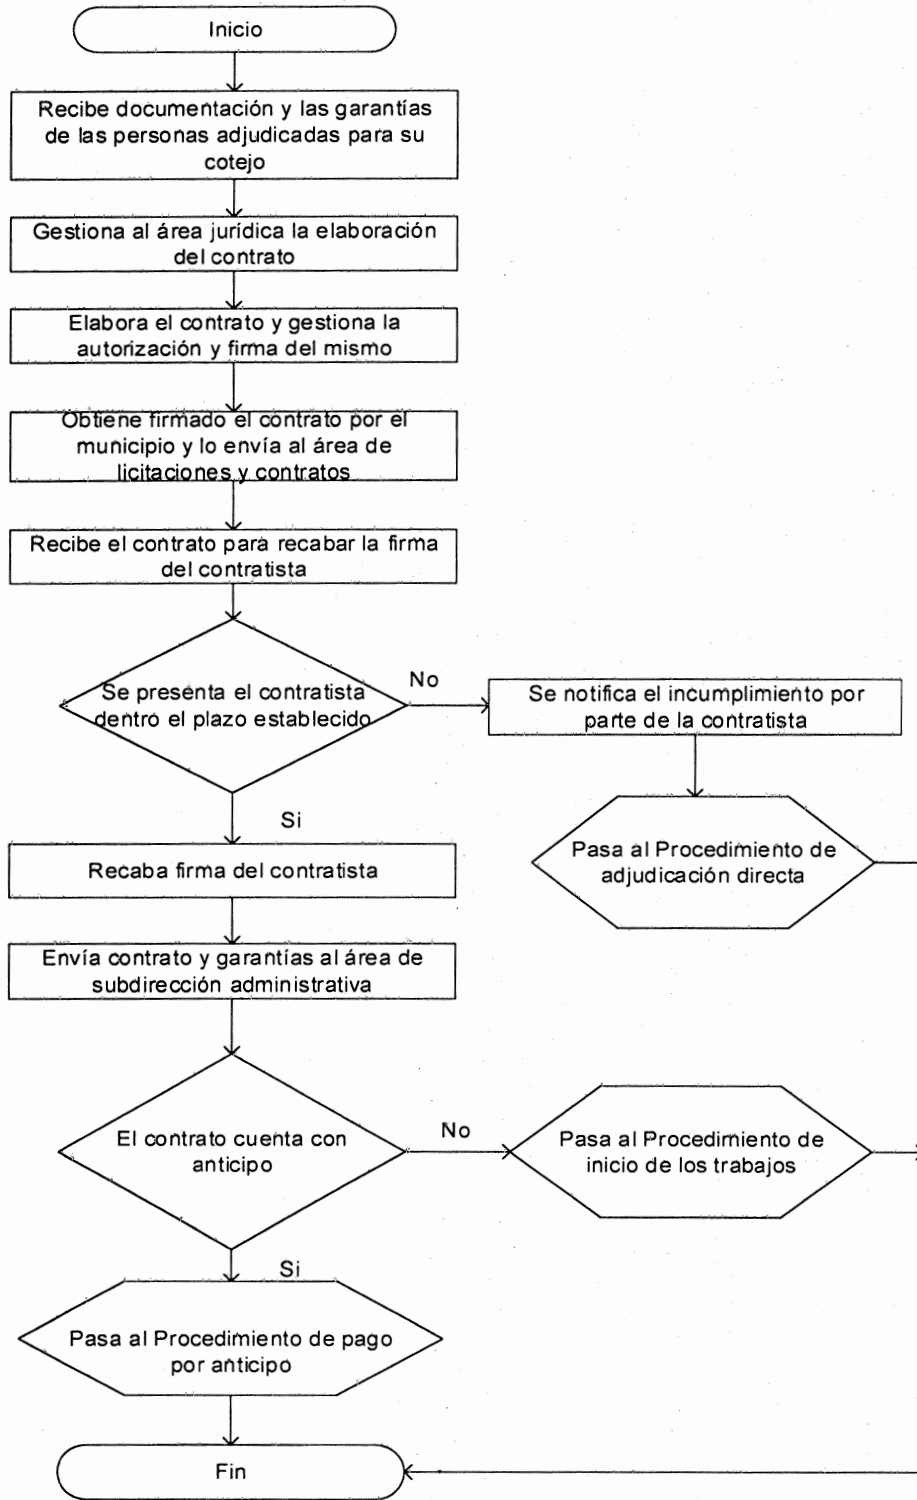 Inicio
Recibe documentación y las garantías
de las personas adjudicadas para su
cotejo
Gestiona al área jurídica la elaboración
del contrato
Elabora el contrato y gestiona la
autorización y firma del mismo
Obtiene firmado el contrato por el
municipio y lo envía al área de
licitaciones y contratos
Recibe el contrato para recabar la firma
del contratista
Se presenta el contratista
dentro el plazo establecido
No
Se notifica el incumplimiento por
parte de la contratista
Pasa al Procedimiento de
adjudicación directa
Si
Recaba firma del contratista
Envía contrato y garantías al área de
subdirección administrativa
El contrato cuenta con
anticipo
No
Pasa al Procedimiento de
inicio de los trabajos
Si
Pasa al Procedimiento de pago
por anticipo
Fin